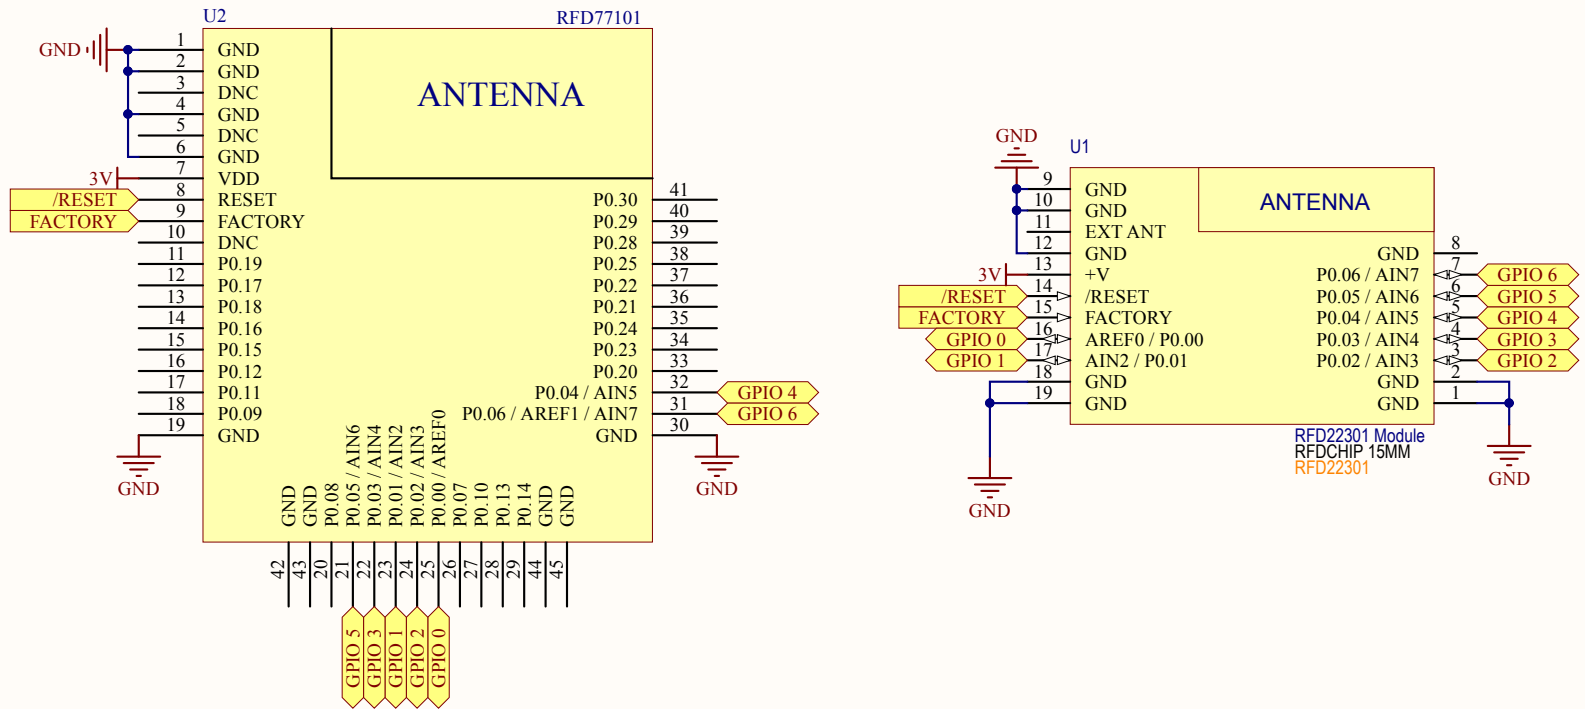 U2 RFD77101
ANTENNA
GND
1 GND
2 GND
3 DNC
4 GND
5 DNC
6 GND
3V 7 VDD
/RESET 8 RESET
FACTORY 9 FACTORY
10 DNC
11 P0.19
12 P0.17
13 P0.18
14 P0.16
15 P0.15
16 P0.12
17 P0.11
18 P0.09
19 GND
GND
P0.30 41
P0.29 40
P0.28 39
P0.25 38
P0.22 37
P0.21 36
P0.24 35
P0.23 34
P0.20 33
P0.04 / AIN5 32 GPIO 4
P0.06 / AREF1 / AIN7 31 GPIO 6
GND 30
GND
GND 42
GND 43
P0.08 20
P0.05 / AIN6 21 GPIO 5
P0.03 / AIN4 22 GPIO 3
P0.01 / AIN2 23 GPIO 1
P0.02 / AIN3 24 GPIO 2
P0.00 / AREF0 25 GPIO 0
P0.07 26
P0.10 27
P0.13 28
P0.14 29
GND 44
GND 45
GND
U1
ANTENNA
9 GND
10 GND
11 EXT ANT
12 GND
3V 13 +V
/RESET 14 /RESET
FACTORY 15 FACTORY
GPIO 0 16 AREF0 / P0.00
GPIO 1 17 AIN2 / P0.01
18 GND
19 GND
GND
GND 8
P0.06 / AIN7 7 GPIO 6
P0.05 / AIN6 6 GPIO 5
P0.04 / AIN5 5 GPIO 4
P0.03 / AIN4 4 GPIO 3
P0.02 / AIN3 3 GPIO 2
GND 2
GND 1
GND
RFD22301 Module
RFDCHIP 15MM
RFD22301